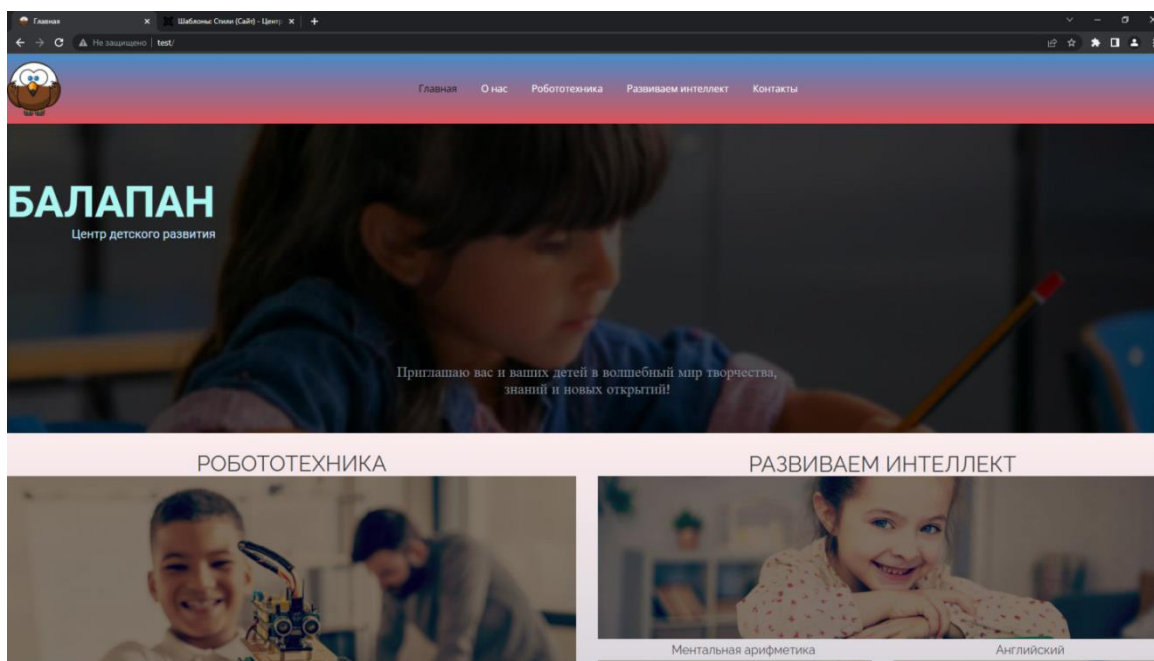 Главная
Шаблоны: Стили (Сайт) - Центр
Не защищено | test/
Главная О нас Робототехника Развиваем интеллект Контакты
БАЛАПАН
Центр детского развития
Приглашаю вас и ваших детей в волшебный мир творчества,
знаний и новых открытий!
РОБОТОТЕХНИКА
РАЗВИВАЕМ ИНТЕЛЛЕКТ
Ментальная арифметика
Английский